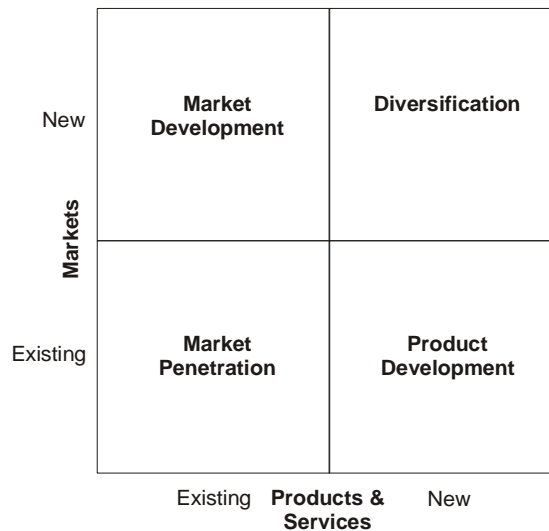 Market
Development
Diversification
New
Markets
Existing
Market
Penetration
Product
Development
Existing
Products &
Services
New